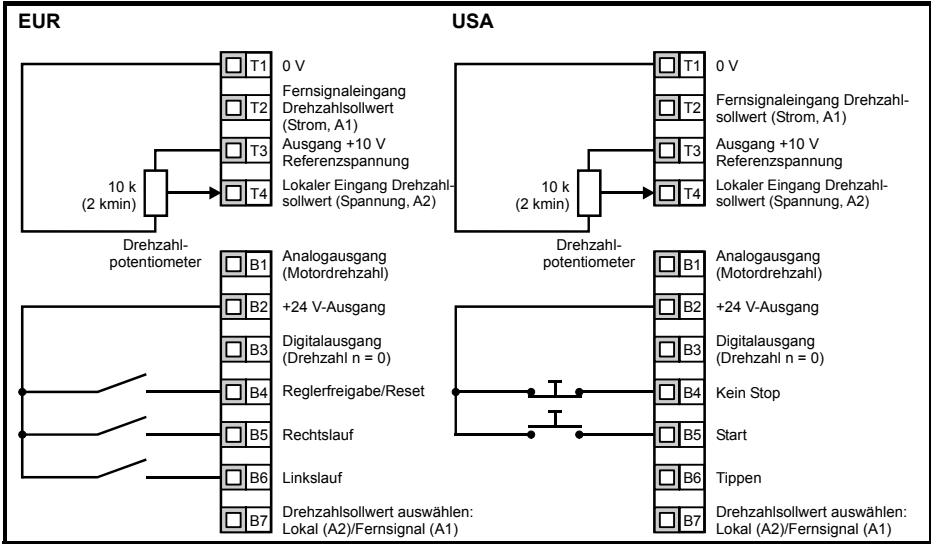 EUR
T1 0 V
T2 Fernsignaleingang
Drehzahlsollwert
(Strom, A1)
T3 Ausgang +10 V
Referenzspannung
T4 Lokaler Eingang Drehzahl-
sollwert (Spannung, A2)
10 k
(2 kmin)
Drehzahl-
potentiometer
B1 Analogausgang
(Motordrehzahl)
B2 +24 V-Ausgang
B3 Digitalausgang
(Drehzahl n = 0)
B4 Reglerfreigabe/Reset
B5 Rechtslauf
B6 Linkslauf
B7 Drehzahlsollwert auswählen:
Lokal (A2)/Fernsignal (A1)
USA
T1 0 V
T2 Fernsignaleingang Drehzahl-
sollwert (Strom, A1)
T3 Ausgang +10 V
Referenzspannung
T4 Lokaler Eingang Drehzahl-
sollwert (Spannung, A2)
10 k
(2 kmin)
Drehzahl-
potentiometer
B1 Analogausgang
(Motordrehzahl)
B2 +24 V-Ausgang
B3 Digitalausgang
(Drehzahl n = 0)
B4 Kein Stop
B5 Start
B6 Tippen
B7 Drehzahlsollwert auswählen:
Lokal (A2)/Fernsignal (A1)